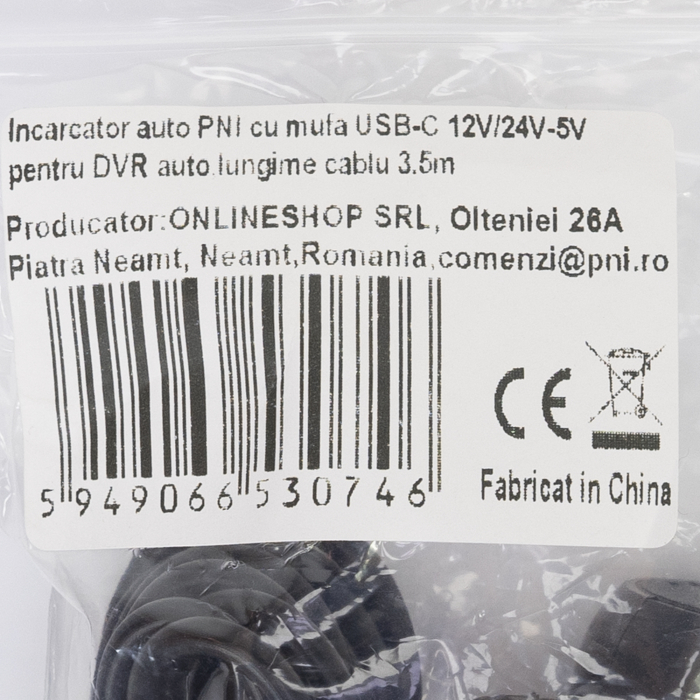 Incarcator auto PNI cu mufa USB-C 12V/24V-5V
pentru DVR auto lungime cablu 3.5m
Producator:ONLINESHOP SRL, Olteniei 26A
Piatra Neamt, Neamt,Romania,comenzi@pni.ro
5 949066 530746
CE
Fabricat in China